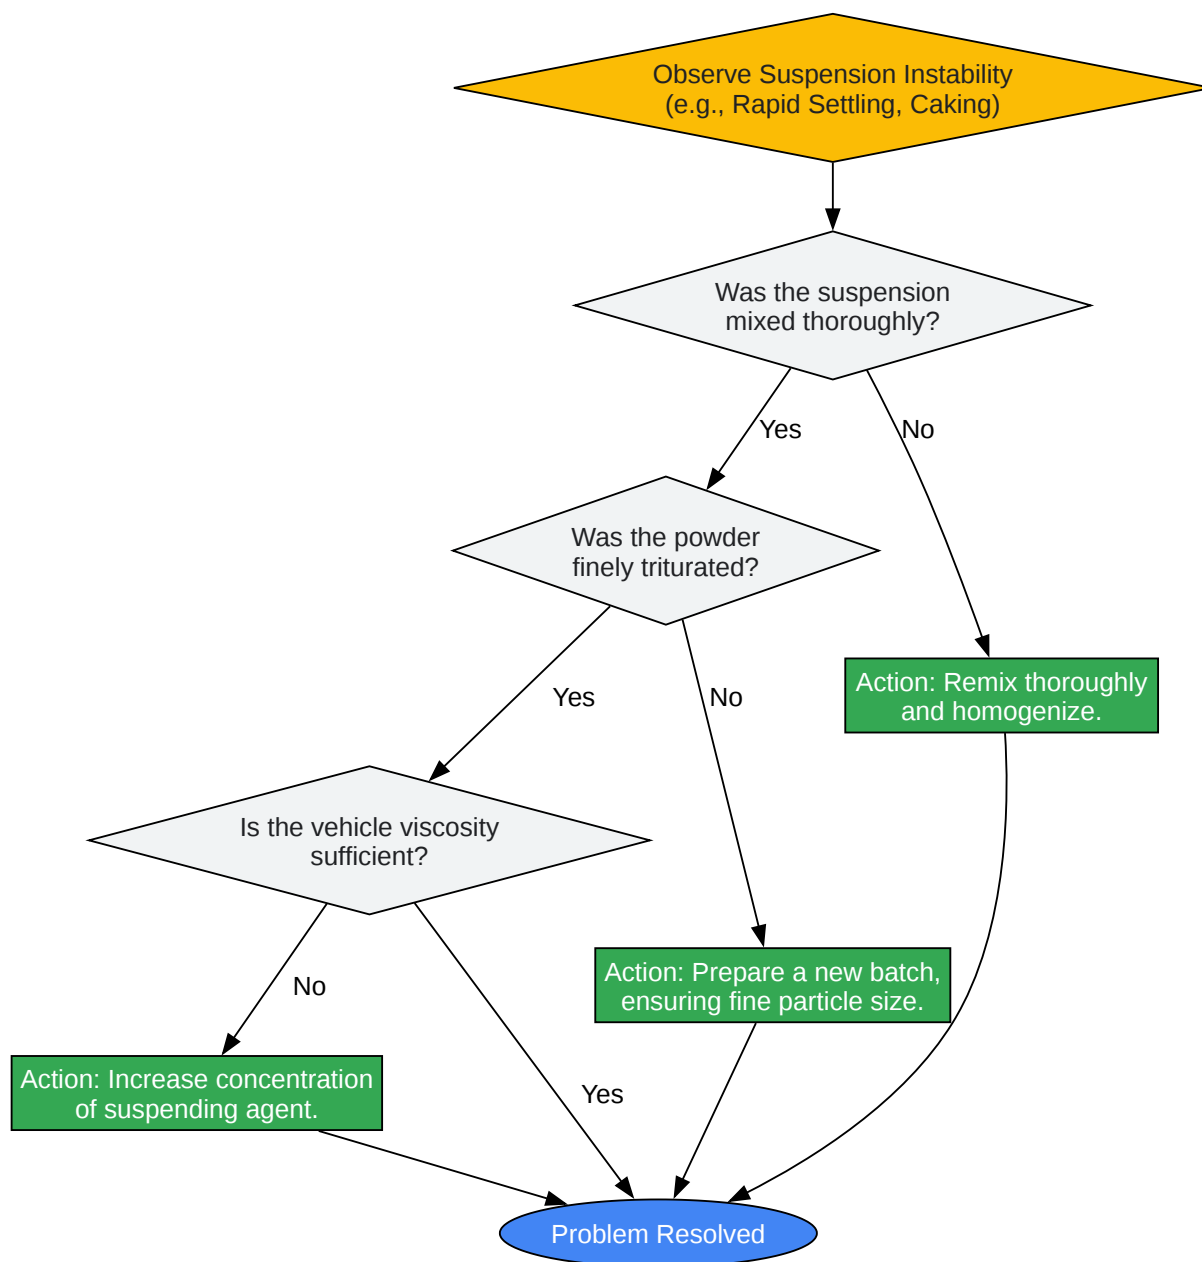 Observe Suspension Instability
(e.g., Rapid Settling, Caking)
Was the suspension
mixed thoroughly?
Yes
No
Was the powder
finely triturated?
Yes
No
Action: Remix thoroughly
and homogenize.
Is the vehicle viscosity
sufficient?
No
Yes
Action: Prepare a new batch,
ensuring fine particle size.
Action: Increase concentration
of suspending agent.
Problem Resolved